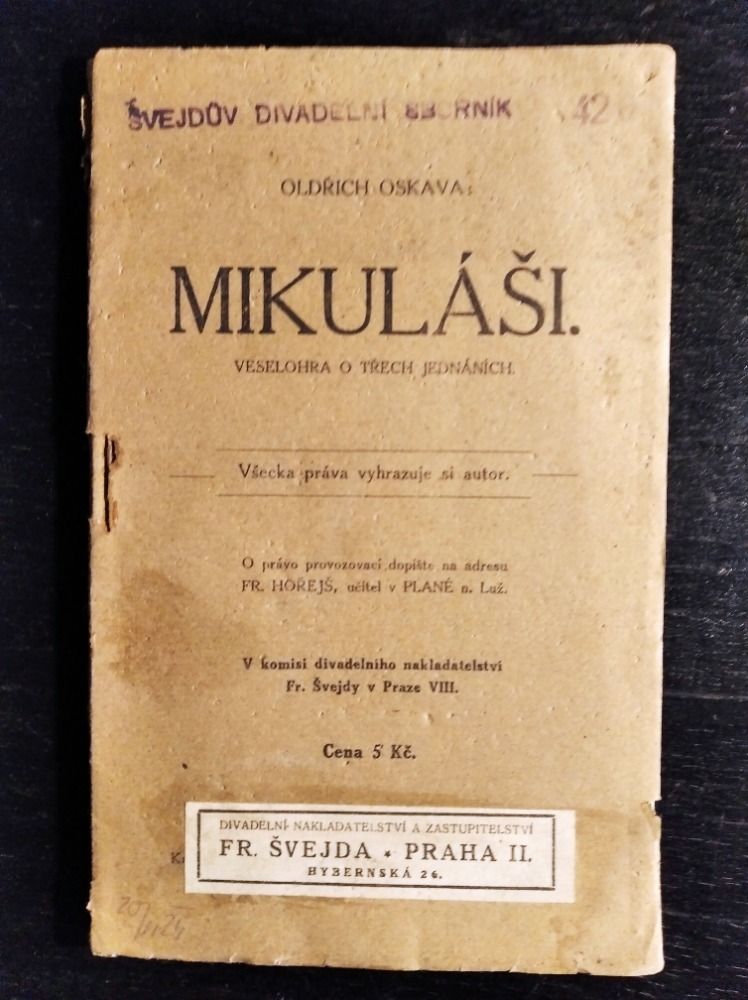 ŠVEJDŮV DIVADELNÍ SBORNÍK 42
OLDŘICH OSKAVA:
MIKULÁŠI.
VESELOHRA O TŘECH JEDNÁNÍCH.
Všecka práva vyhrazuje si autor.
O právo provozovací dopište na adresu
FR. HOŘEJŠ, učitel v PLANÉ n. Luž.
V komisi divadelního nakladatelství
Fr. Švejdy v Praze VIII.
Cena 5 Kč.
DIVADELNÍ NAKLADATELSTVÍ A ZASTUPITELSTVÍ
FR. ŠVEJDA • PRAHA II.
HYBERNSKÁ 26.